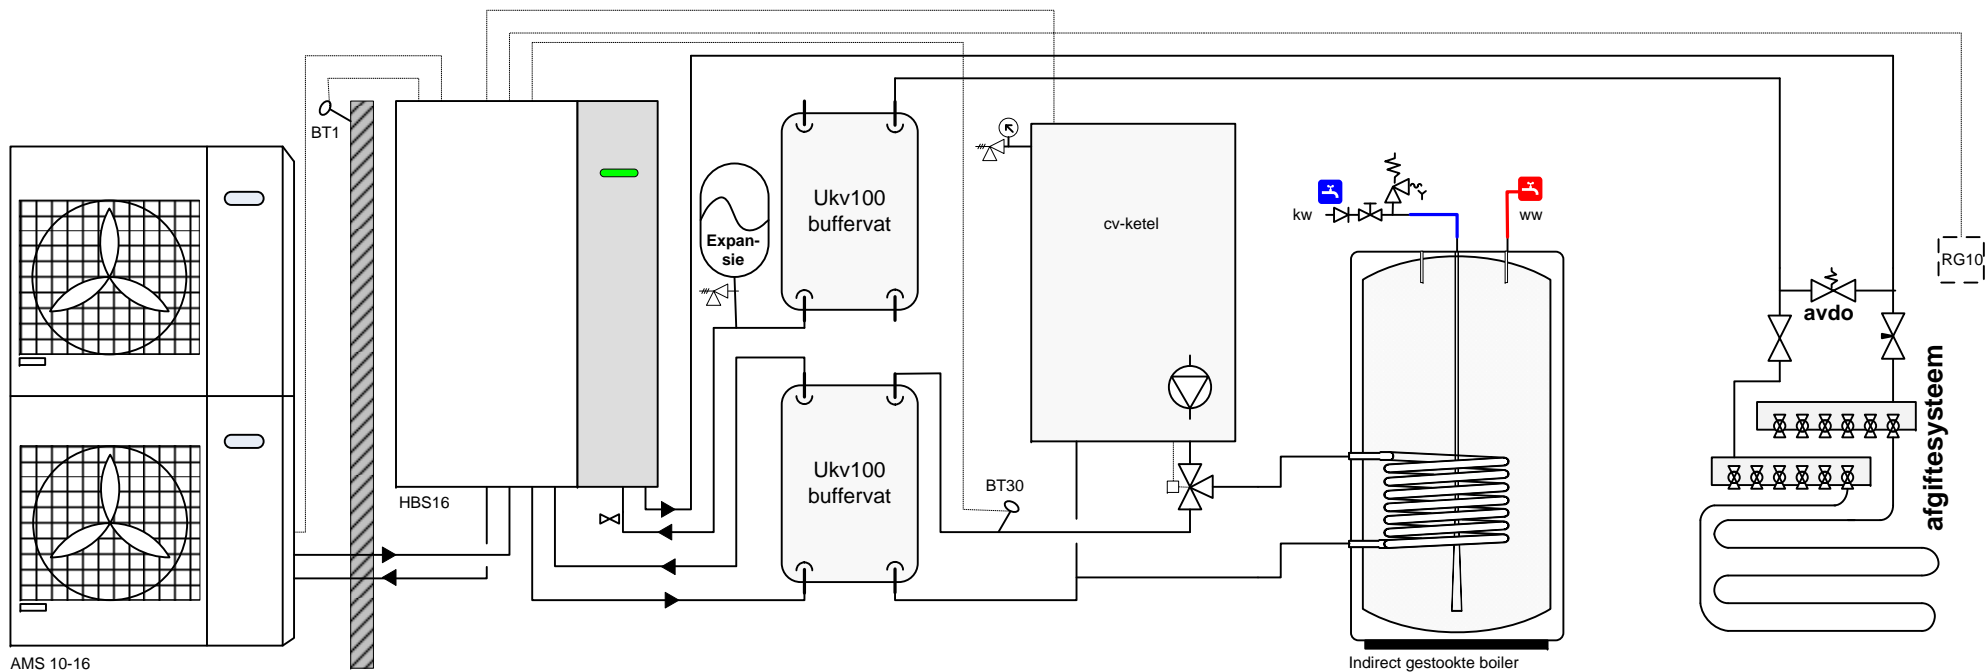 BT1
AMS 10-16
HBS16
Expan-
sie
Ukv100
buffervat
Ukv100
buffervat
cv-ketel
BT30
kw
ww
Indirect gestookte boiler
RG10
avdo
afgiftesysteem